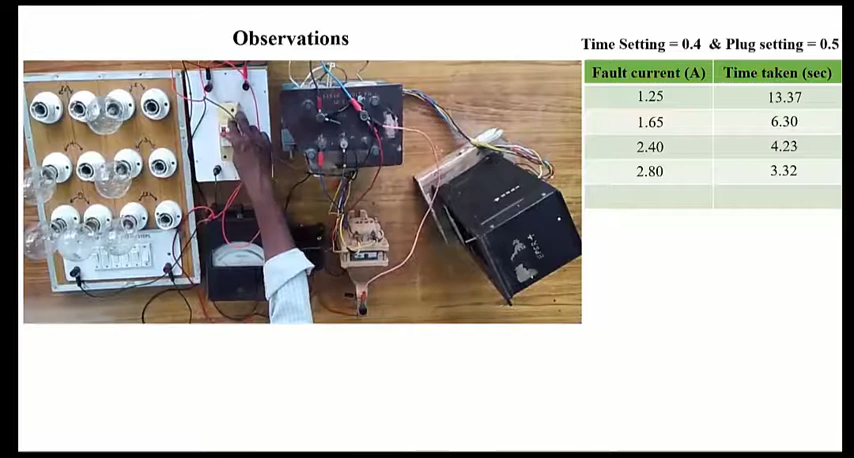 Observations
Time Setting = 0.4 & Plug setting = 0.5
Fault current (A) Time taken (sec)
1.25 13.37
1.65 6.30
2.40 4.23
2.80 3.32